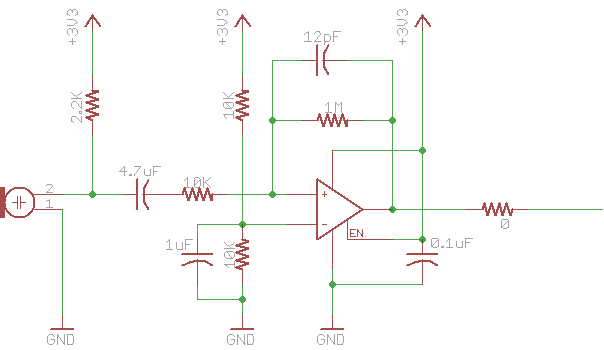 +3V3
+3V3
+3V3
12pF
2.2K
10K
1M
4.7uF
10K
2
1
+
-
EN
1uF
10K
0.1uF
0
GND
GND
GND